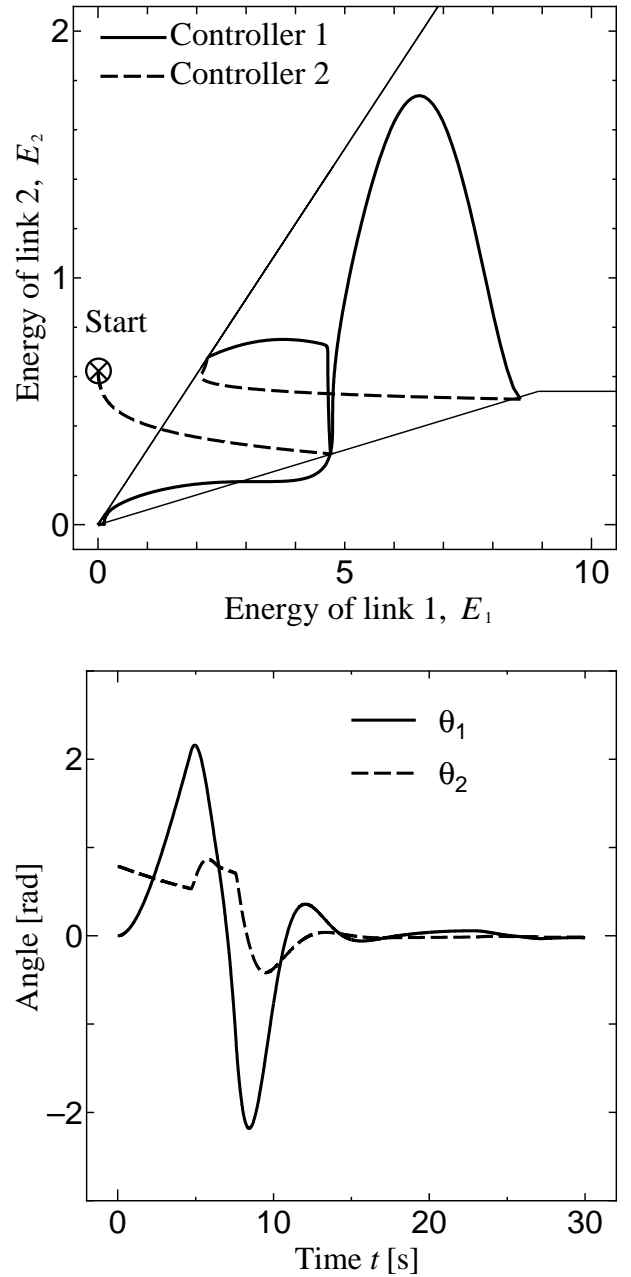 2
Controller 1
Controller 2
1
Start
0
0
5
10
Energy of link 2, E₂
Energy of link 1, E₁
θ₁
θ₂
2
0
−2
0
10
20
30
Angle [rad]
Time t [s]